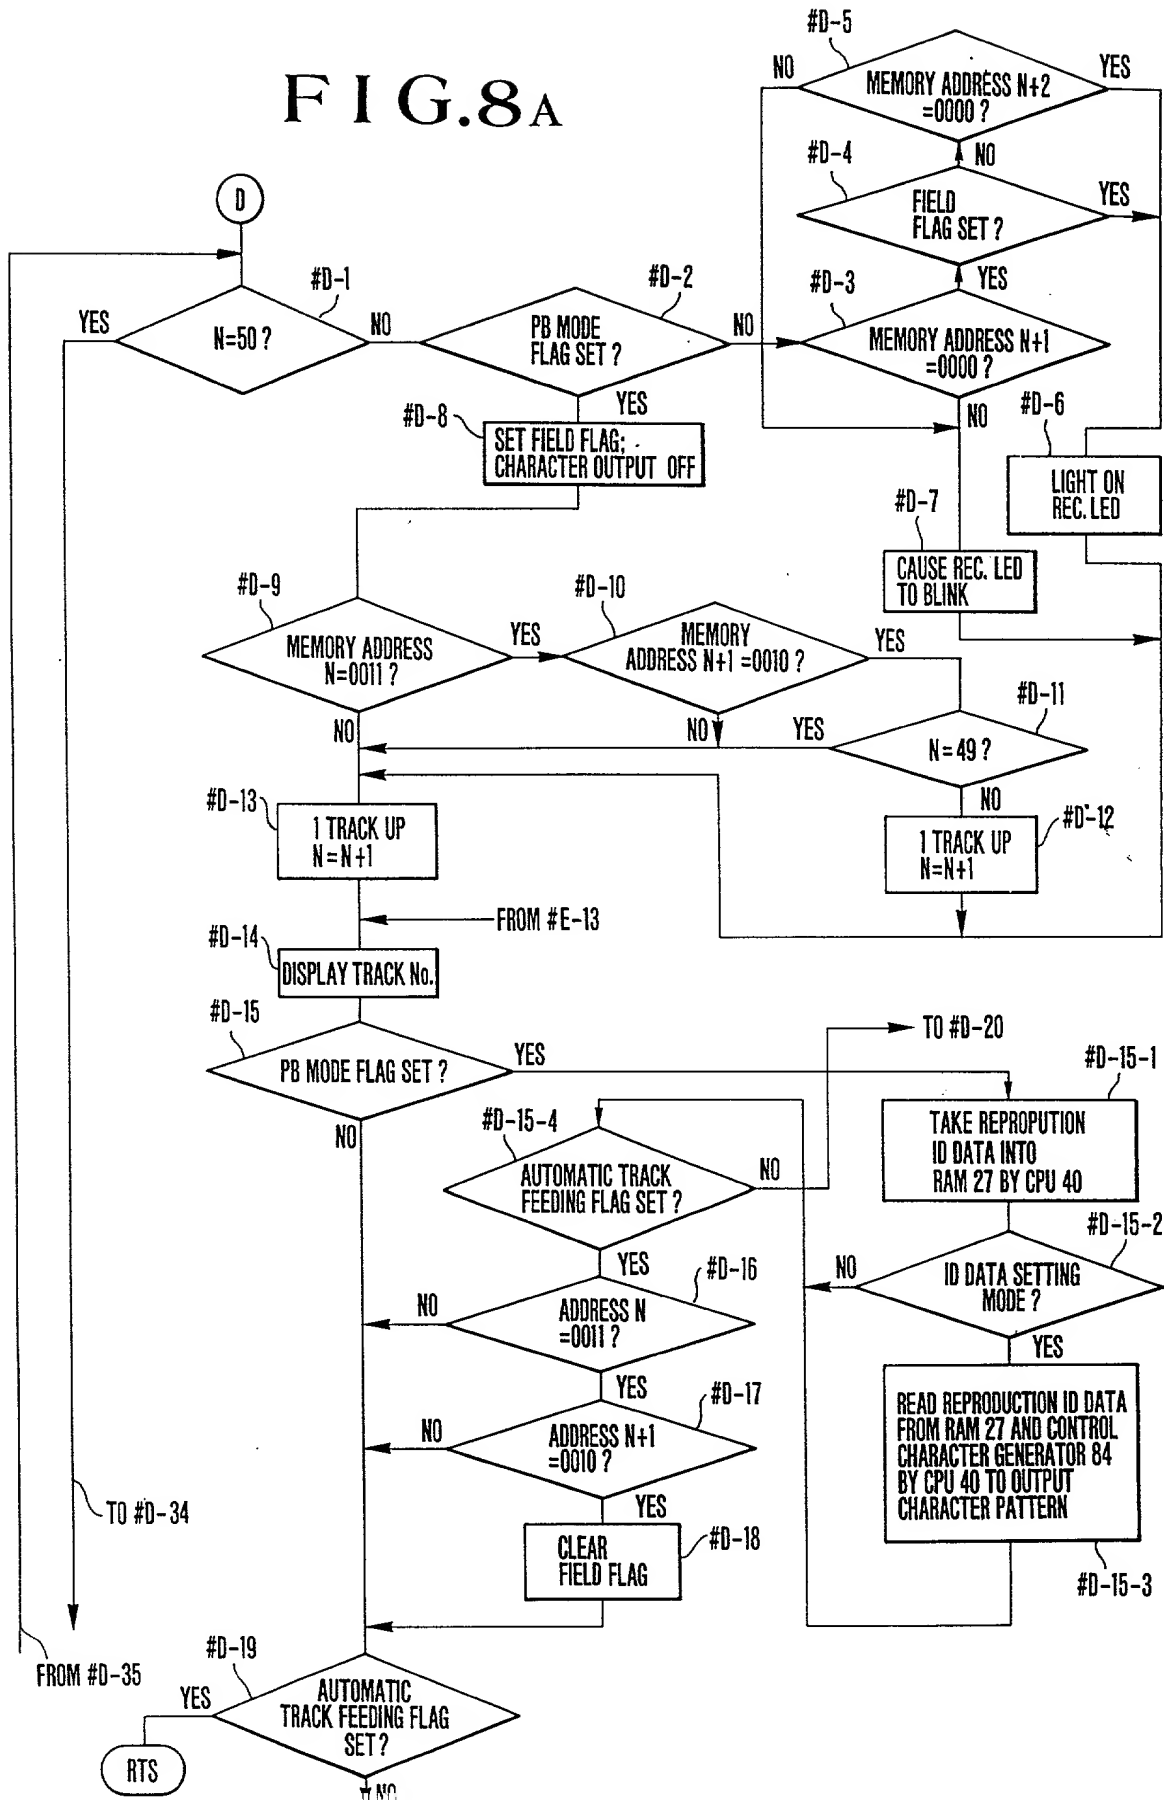 FIG.8A
#D-5
NO
MEMORY ADDRESS N+2
=0000 ?
YES
#D-4
NO
FIELD
FLAG SET ?
YES
D
#D-1
YES
N=50 ?
NO
#D-2
PB MODE
FLAG SET ?
NO
YES
#D-3
YES
MEMORY ADDRESS N+1
=0000 ?
NO
#D-8
SET FIELD FLAG;
CHARACTER OUTPUT OFF
#D-6
LIGHT ON
REC. LED
#D-7
CAUSE REC. LED
TO BLINK
#D-9
MEMORY ADDRESS
N=0011 ?
YES
NO
#D-10
MEMORY
ADDRESS N+1 =0010 ?
YES
NO
#D-11
YES
N=49 ?
NO
#D-13
1 TRACK UP
N=N+1
#D-12
1 TRACK UP
N=N+1
FROM #E-13
#D-14
DISPLAY TRACK No.
#D-15
PB MODE FLAG SET ?
YES
NO
TO #D-20
#D-15-1
TAKE REPROPUTION
ID DATA INTO
RAM 27 BY CPU 40
#D-15-4
AUTOMATIC TRACK
FEEDING FLAG SET ?
NO
YES
#D-15-2
NO
ID DATA SETTING
MODE ?
YES
#D-16
NO
ADDRESS N
=0011 ?
YES
#D-17
NO
ADDRESS N+1
=0010 ?
YES
READ REPRODUCTION ID DATA
FROM RAM 27 AND CONTROL
CHARACTER GENERATOR 84
BY CPU 40 TO OUTPUT
CHARACTER PATTERN
#D-15-3
#D-18
CLEAR
FIELD FLAG
TO #D-34
FROM #D-35
#D-19
YES
AUTOMATIC
TRACK FEEDING FLAG
SET ?
RTS
NO